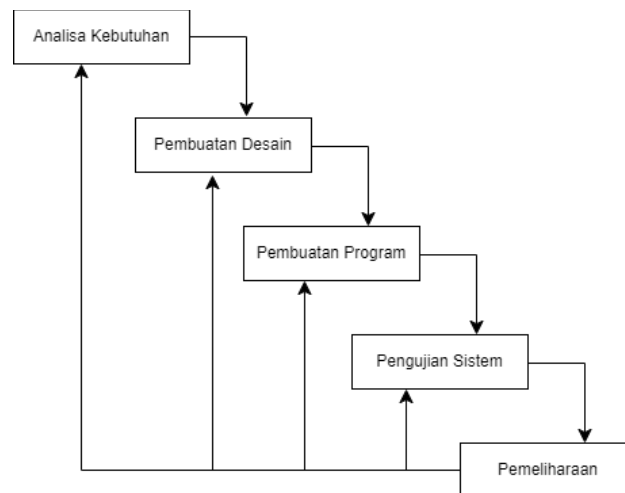 Analisa Kebutuhan
Pembuatan Desain
Pembuatan Program
Pengujian Sistem
Pemeliharaan